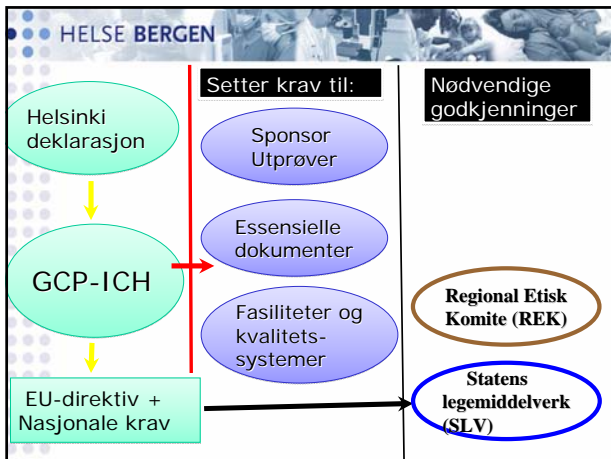 HELSE BERGEN
Helsinki
deklarasjon
GCP-ICH
EU-direktiv +
Nasjonale krav
Setter krav til:
Sponsor
Utprøver
Essensielle
dokumenter
Fasiliteter og
kvalitets-
systemer
Nødvendige
godkjenninger
Regional Etisk
Komite (REK)
Statens
legemiddelverk
(SLV)